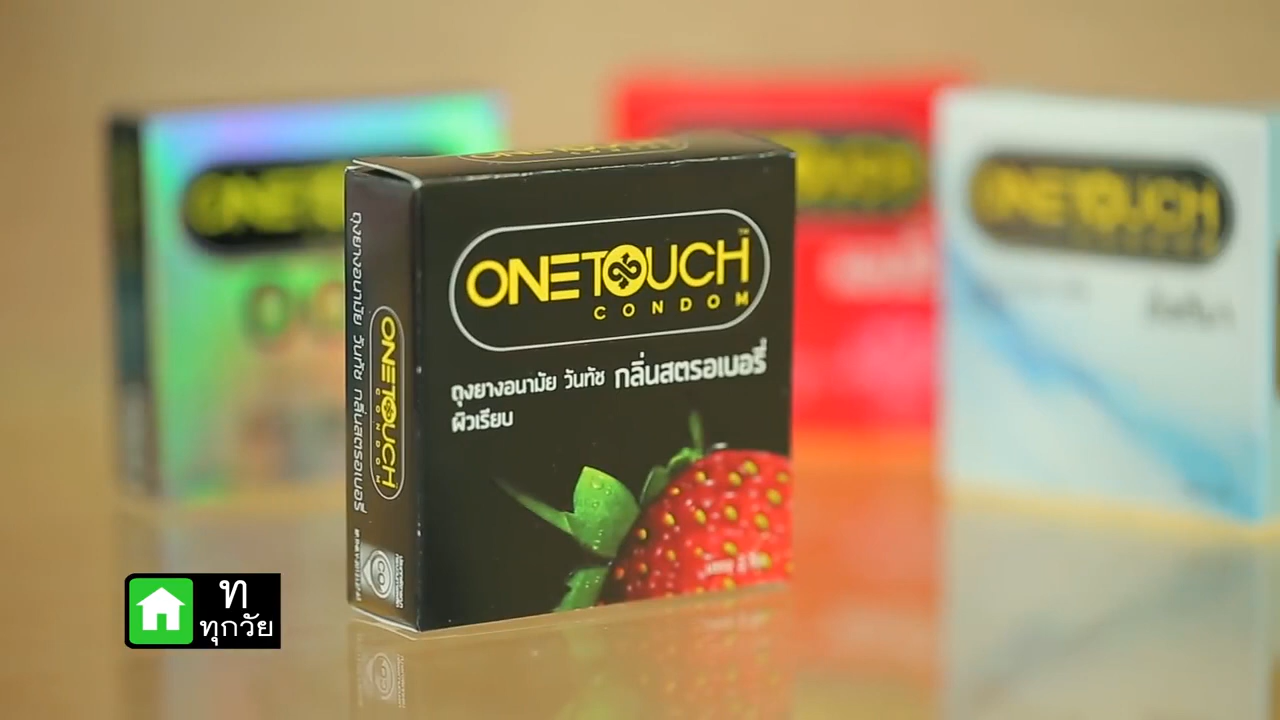 ONETOUCH™
CONDOM
ถุงยางอนามัย วันทัช กลิ่นสตรอเบอรี่
ผิวเรียบ
ถุงยางอนามัย วันทัช กลิ่นสตรอเบอรี่
ONETOUCH
CONDOM
ONETOUCH
ONETOUCH
ท
ทุกวัย